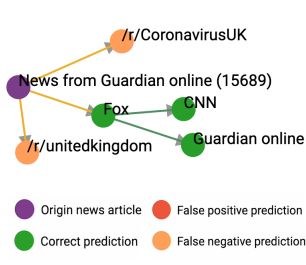 /r/CoronavirusUK
News from Guardian online (15689)
Fox
CNN
Guardian online
/r/unitedkingdom
Origin news article
False positive prediction
Correct prediction
False negative prediction